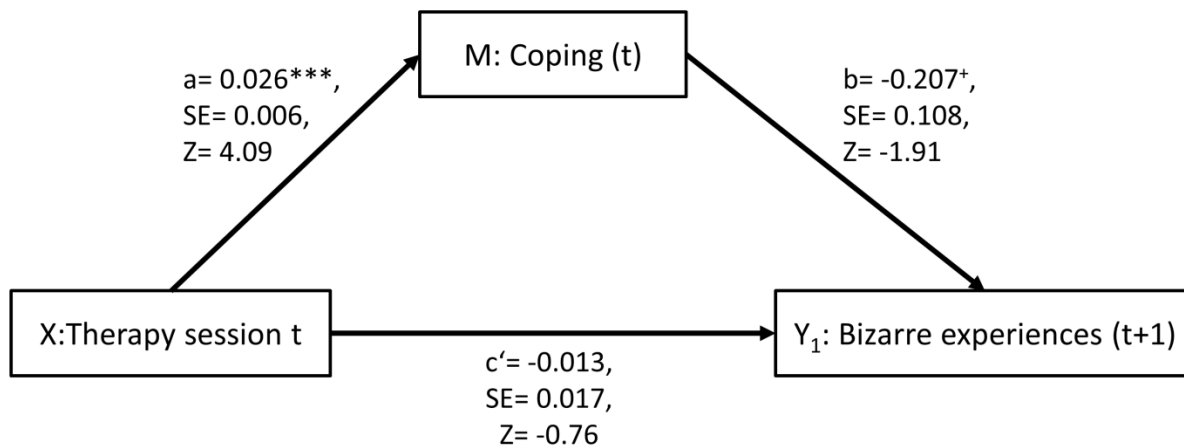 M: Coping (t)
a= 0.026***,
SE= 0.006,
Z= 4.09
b= -0.207⁺,
SE= 0.108,
Z= -1.91
X:Therapy session t
Y₁: Bizarre experiences (t+1)
c‘= -0.013,
SE= 0.017,
Z= -0.76